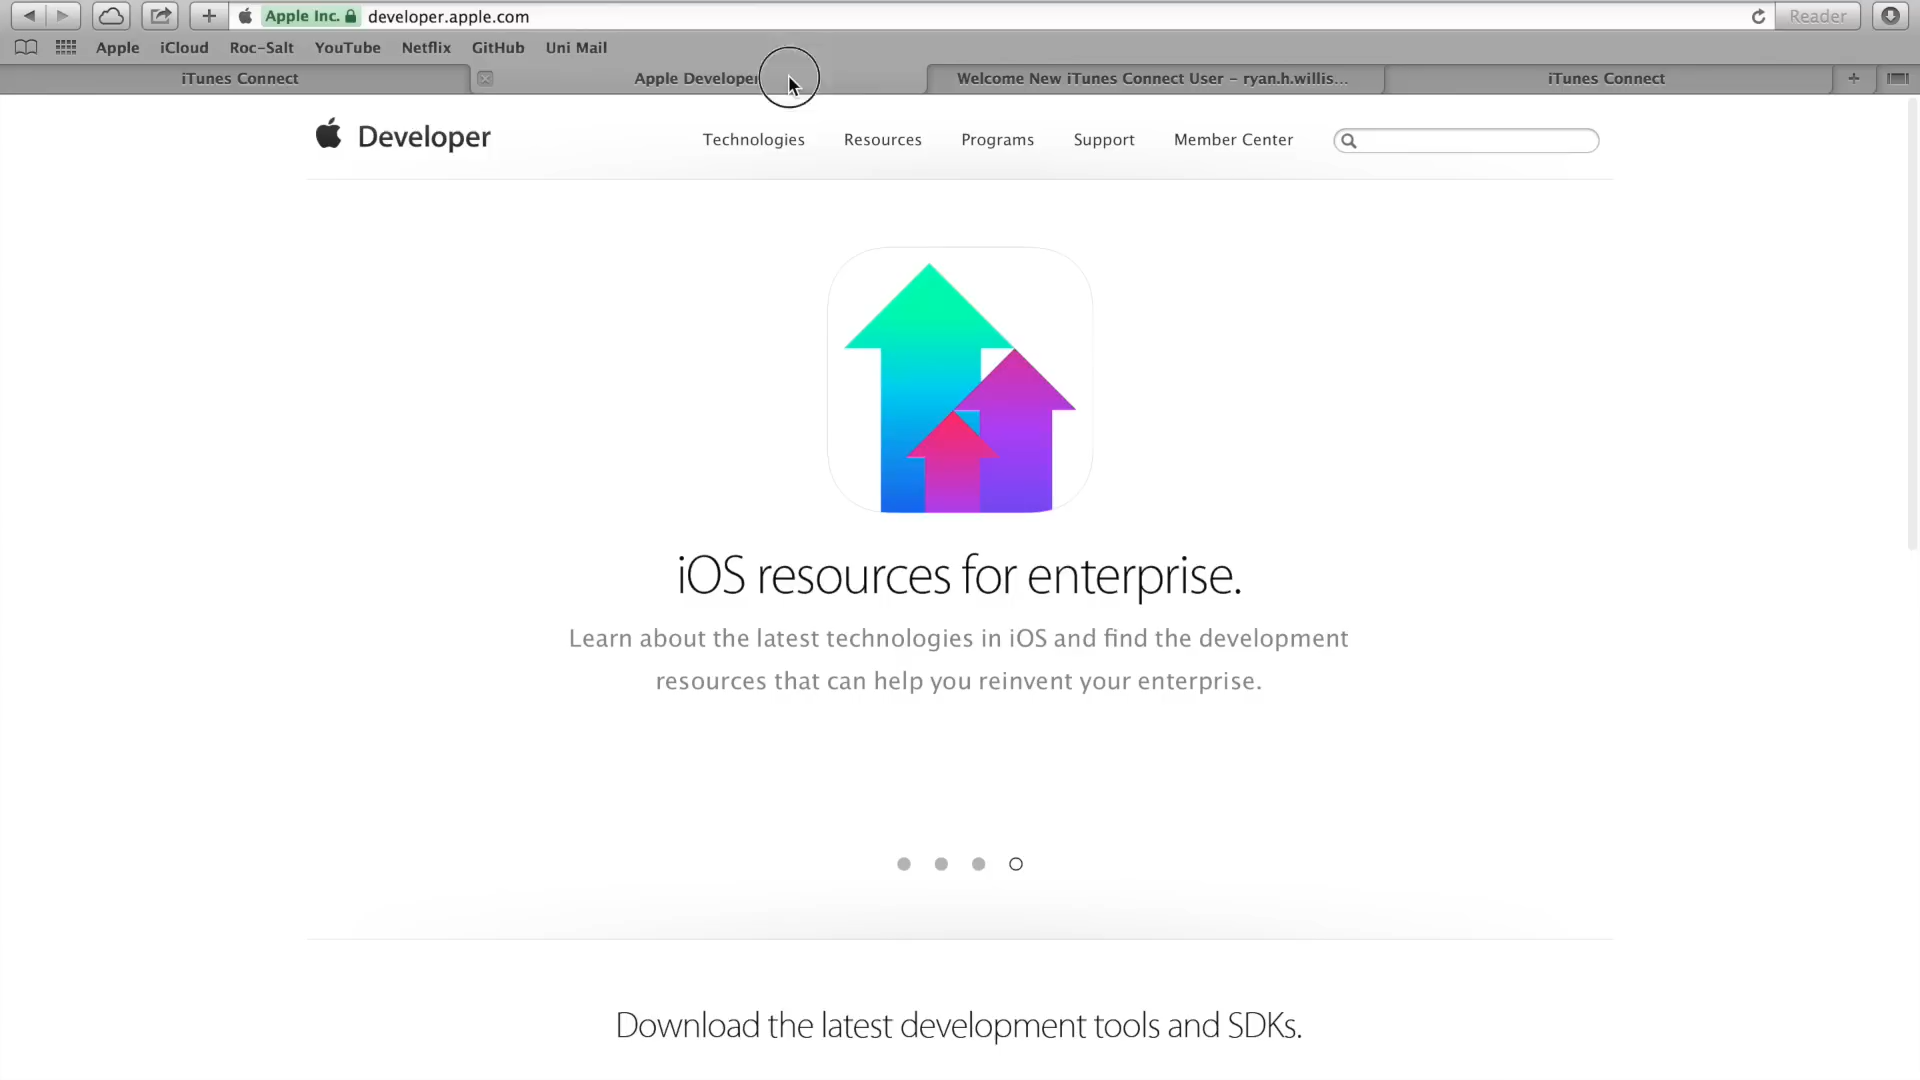 Apple Inc. developer.apple.com Reader
Apple iCloud Roc-Salt YouTube Netflix GitHub Uni Mail
iTunes Connect Apple Developer Welcome New iTunes Connect User – ryan.h.willis... iTunes Connect
Developer Technologies Resources Programs Support Member Center
iOS resources for enterprise.
Learn about the latest technologies in iOS and find the development
resources that can help you reinvent your enterprise.
Download the latest development tools and SDKs.